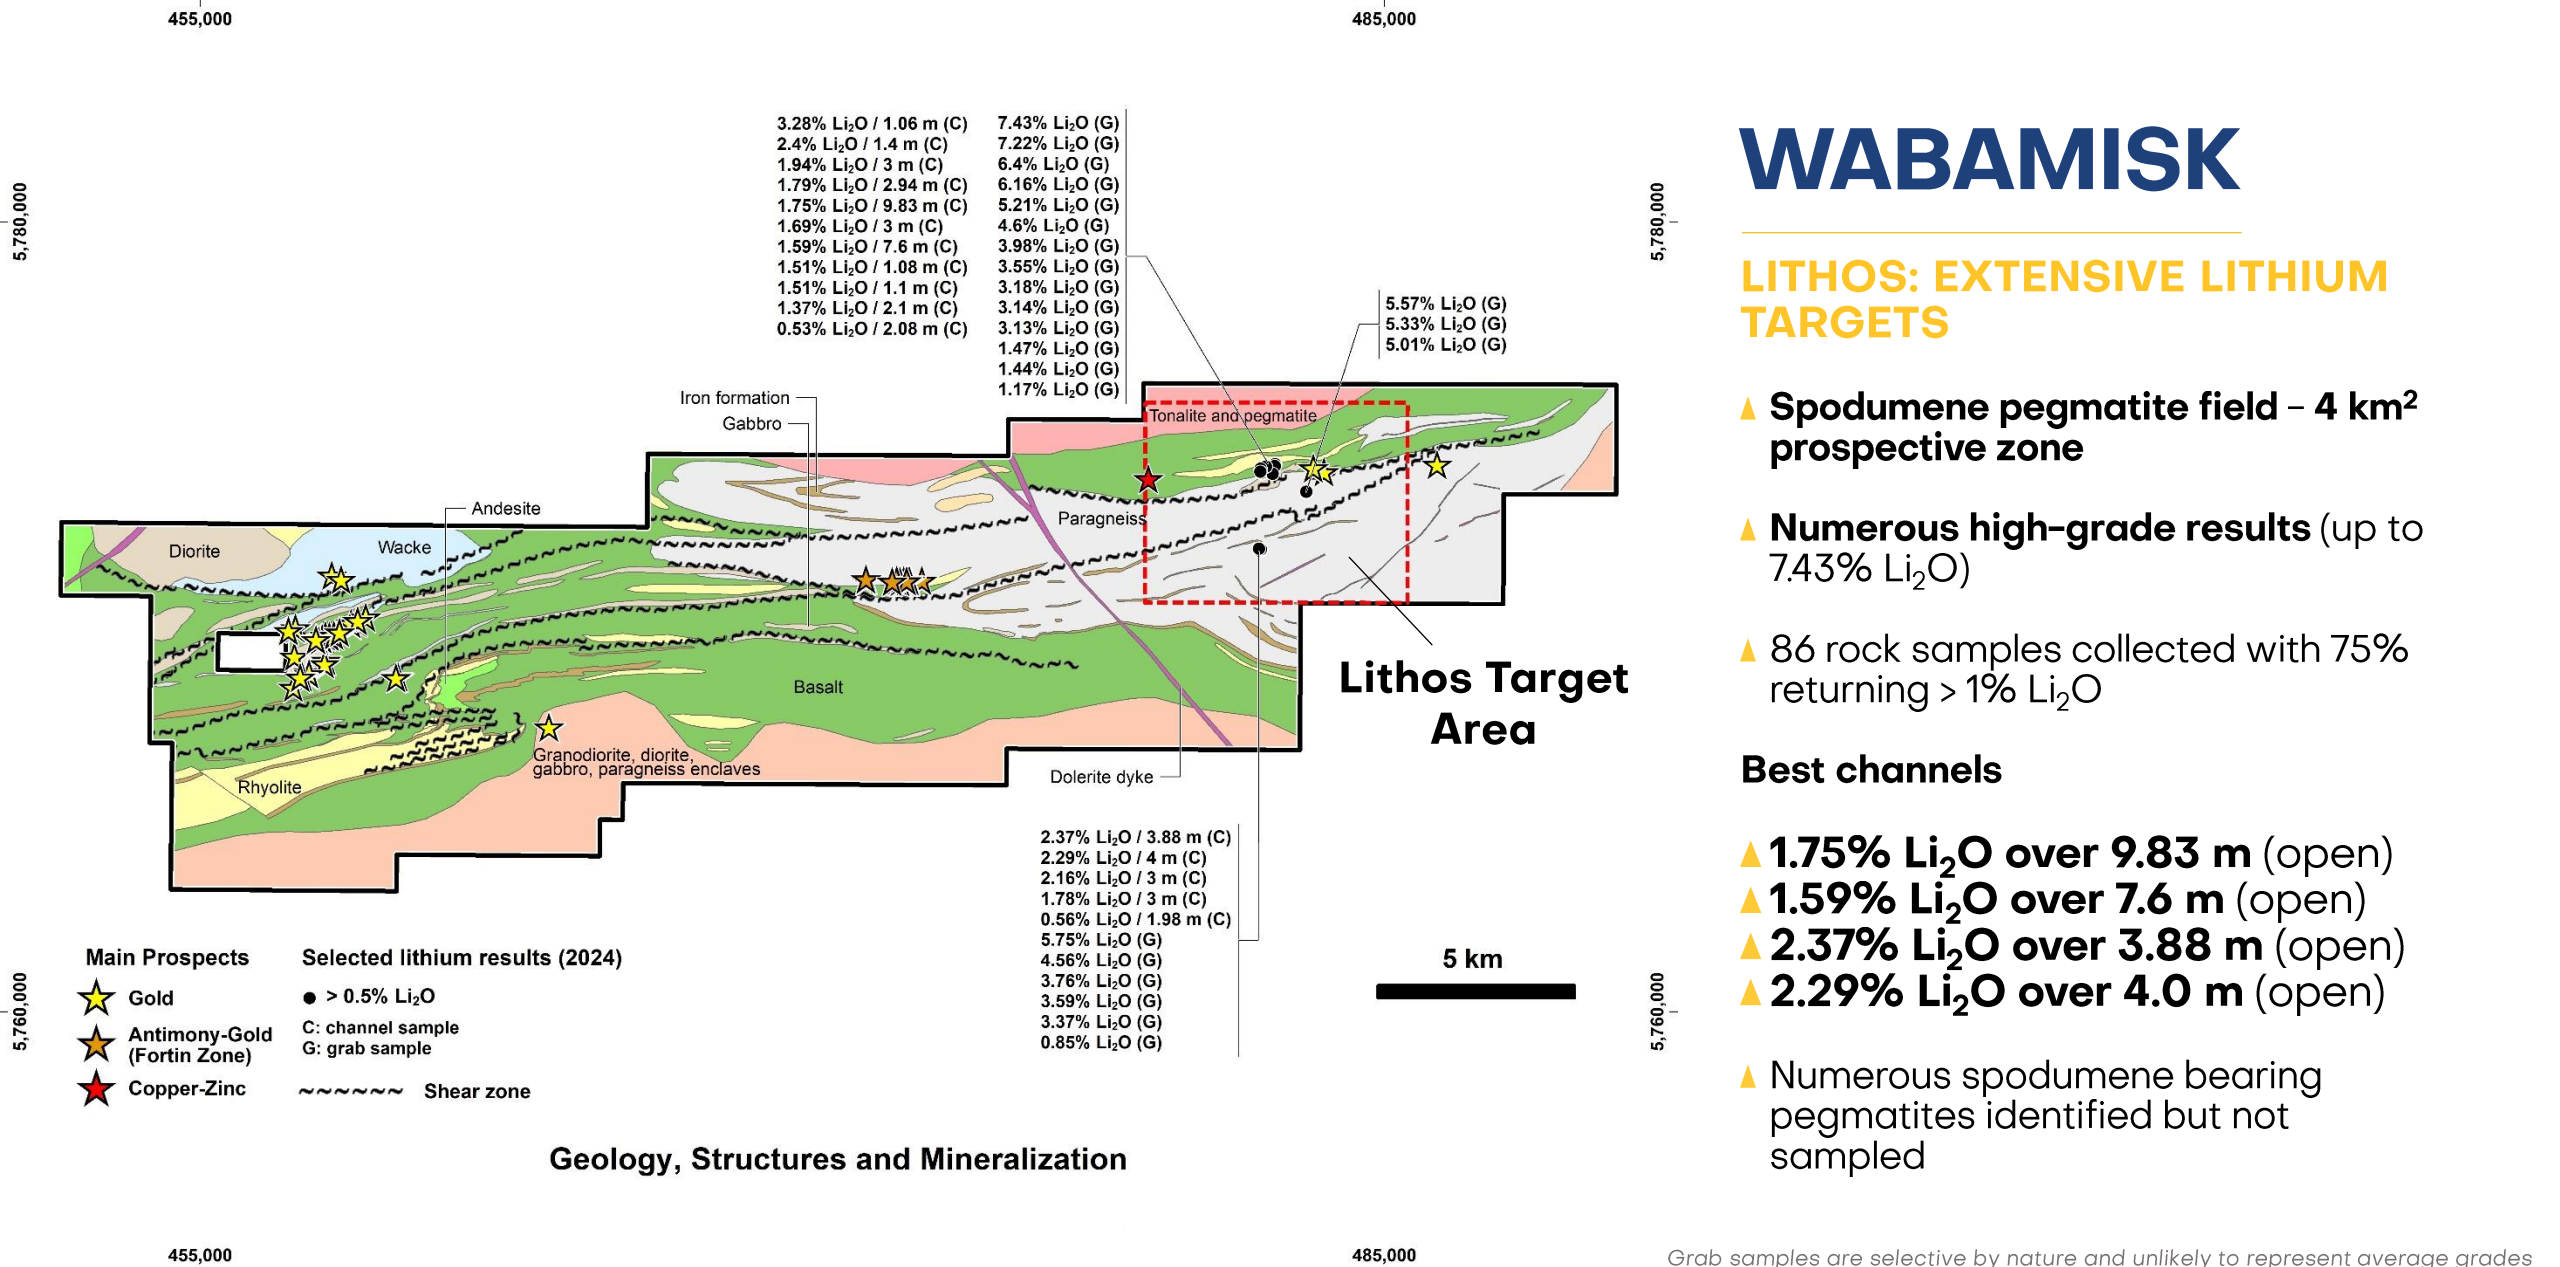 455,000
485,000
5,780,000
5,780,000
3.28% Li₂O / 1.06 m (C)
2.4% Li₂O / 1.4 m (C)
1.94% Li₂O / 3 m (C)
1.79% Li₂O / 2.94 m (C)
1.75% Li₂O / 9.83 m (C)
1.69% Li₂O / 3 m (C)
1.59% Li₂O / 7.6 m (C)
1.51% Li₂O / 1.08 m (C)
1.51% Li₂O / 1.1 m (C)
1.37% Li₂O / 2.1 m (C)
0.53% Li₂O / 2.08 m (C)
7.43% Li₂O (G)
7.22% Li₂O (G)
6.4% Li₂O (G)
6.16% Li₂O (G)
5.21% Li₂O (G)
4.6% Li₂O (G)
3.98% Li₂O (G)
3.55% Li₂O (G)
3.18% Li₂O (G)
3.14% Li₂O (G)
3.13% Li₂O (G)
1.47% Li₂O (G)
1.44% Li₂O (G)
1.17% Li₂O (G)
5.57% Li₂O (G)
5.33% Li₂O (G)
5.01% Li₂O (G)
Iron formation
Gabbro
Tonalite and pegmatite
Andesite
Paragneiss
Diorite
Wacke
Basalt
Granodiorite, diorite,
gabbro, paragneiss enclaves
Rhyolite
Dolerite dyke
Lithos Target
Area
2.37% Li₂O / 3.88 m (C)
2.29% Li₂O / 4 m (C)
2.16% Li₂O / 3 m (C)
1.78% Li₂O / 3 m (C)
0.56% Li₂O / 1.98 m (C)
5.75% Li₂O (G)
4.56% Li₂O (G)
3.76% Li₂O (G)
3.59% Li₂O (G)
3.37% Li₂O (G)
0.85% Li₂O (G)
5 km
5,760,000
5,760,000
Main Prospects
Gold
Antimony-Gold
(Fortin Zone)
Copper-Zinc
Selected lithium results (2024)
> 0.5% Li₂O
C: channel sample
G: grab sample
Shear zone
Geology, Structures and Mineralization
455,000
485,000
WABAMISK
LITHOS: EXTENSIVE LITHIUM
TARGETS
Spodumene pegmatite field – 4 km²
prospective zone
Numerous high-grade results (up to
7.43% Li₂O)
86 rock samples collected with 75%
returning > 1% Li₂O
Best channels
1.75% Li₂O over 9.83 m (open)
1.59% Li₂O over 7.6 m (open)
2.37% Li₂O over 3.88 m (open)
2.29% Li₂O over 4.0 m (open)
Numerous spodumene bearing
pegmatites identified but not
sampled
Grab samples are selective by nature and unlikely to represent average grades